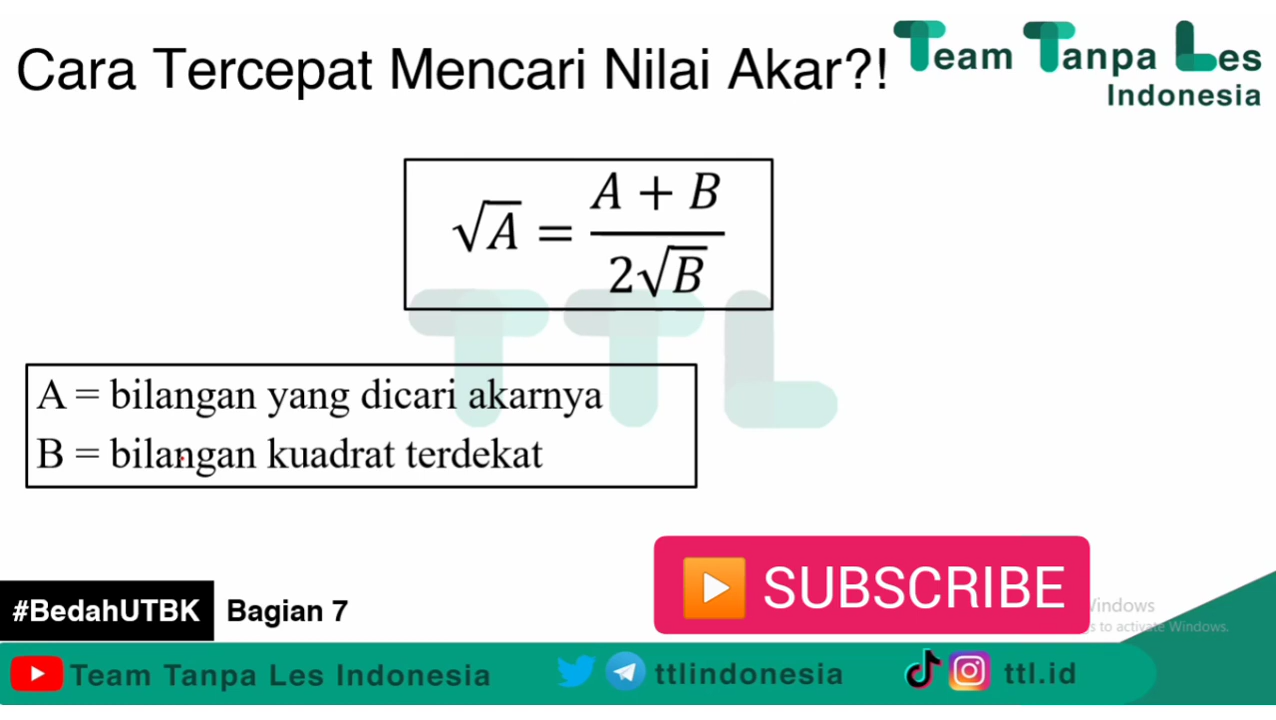 Cara Tercepat Mencari Nilai Akar?!
Team Tanpa Les
Indonesia
√A = (A + B) / (2√B)
TTL
A = bilangan yang dicari akarnya
B = bilangan kuadrat terdekat
SUBSCRIBE
#BedahUTBK Bagian 7
to activate Windows.
Team Tanpa Les Indonesia ttlindonesia ttl.id